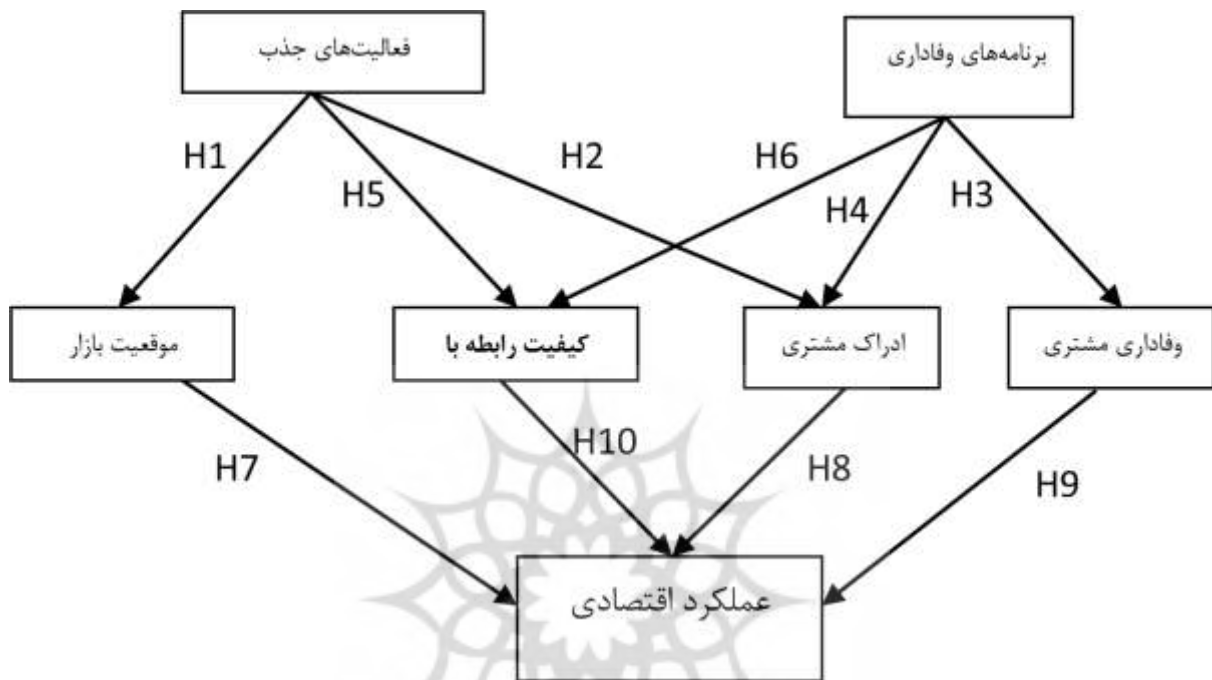 فعالیت‌های جذب
برنامه‌های وفاداری
H1
H5
H2
H6
H4
H3
موقعیت بازار
کیفیت رابطه با
ادراک مشتری
وفاداری مشتری
H7
H10
H8
H9
عملکرد اقتصادی